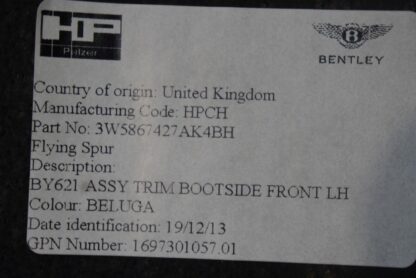 HP
Pelzer
B
BENTLEY
Country of origin: United Kingdom
Manufacturing Code: HPCH
Part No: 3W5867427AK4BH
Flying Spur
Description:
BY621 ASSY TRIM BOOTSIDE FRONT LH
Colour: BELUGA
Date identification: 19/12/13
GPN Number: 1697301057.01